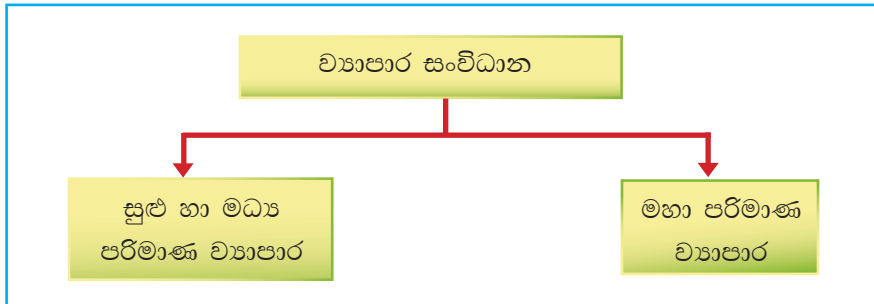 ව්‍යාපාර සංවිධාන
සුළු හා මධ්‍ය
පරිමාණ ව්‍යාපාර
මහා පරිමාණ
ව්‍යාපාර